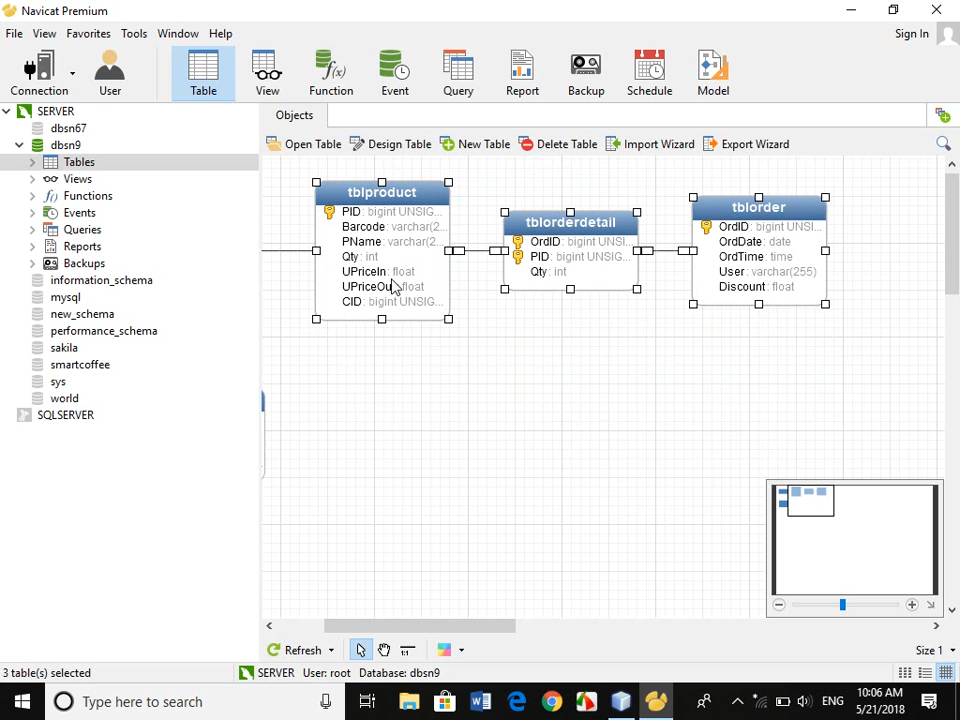 Navicat Premium
File View Favorites Tools Window Help Sign In
Connection User Table View Function Event Query Report Backup Schedule Model
SERVER
dbsn67
dbsn9
Tables
Views
Functions
Events
Queries
Reports
Backups
information_schema
mysql
new_schema
performance_schema
sakila
smartcoffee
sys
world
SQLSERVER
Objects
Open Table Design Table New Table Delete Table Import Wizard Export Wizard
tblproduct
PID: bigint UNSIG...
Barcode: varchar(2...
PName: varchar(2...
Qty: int
UPriceIn: float
UPriceOu float
CID: bigint UNSIG...
tblorderdetail
OrdID: bigint UNSI...
PID: bigint UNSIG...
Qty: int
tblorder
OrdID: bigint UNSI...
OrdDate: date
OrdTime: time
User: varchar(255)
Discount: float
Refresh 1:1 Size 1
3 table(s) selected SERVER User: root Database: dbsn9
Type here to search
ENG
10:06 AM
5/21/2018